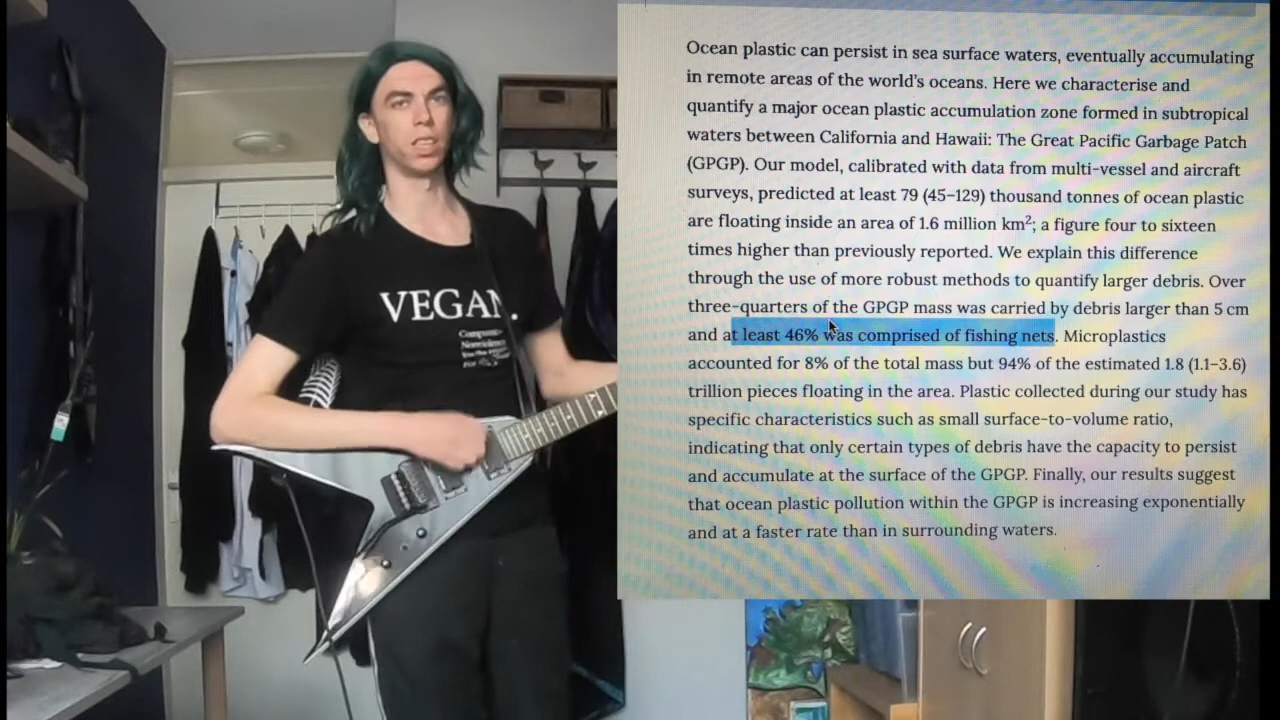 VEGAN.
Compassion
Nonviolence
for
Ocean plastic can persist in sea surface waters, eventually accumulating
in remote areas of the world's oceans. Here we characterise and
quantify a major ocean plastic accumulation zone formed in subtropical
waters between California and Hawaii: The Great Pacific Garbage Patch
(GPGP). Our model, calibrated with data from multi-vessel and aircraft
surveys, predicted at least 79 (45–129) thousand tonnes of ocean plastic
are floating inside an area of 1.6 million km²; a figure four to sixteen
times higher than previously reported. We explain this difference
through the use of more robust methods to quantify larger debris. Over
three-quarters of the GPGP mass was carried by debris larger than 5 cm
and at least 46% was comprised of fishing nets. Microplastics
accounted for 8% of the total mass but 94% of the estimated 1.8 (1.1–3.6)
trillion pieces floating in the area. Plastic collected during our study has
specific characteristics such as small surface-to-volume ratio,
indicating that only certain types of debris have the capacity to persist
and accumulate at the surface of the GPGP. Finally, our results suggest
that ocean plastic pollution within the GPGP is increasing exponentially
and at a faster rate than in surrounding waters.